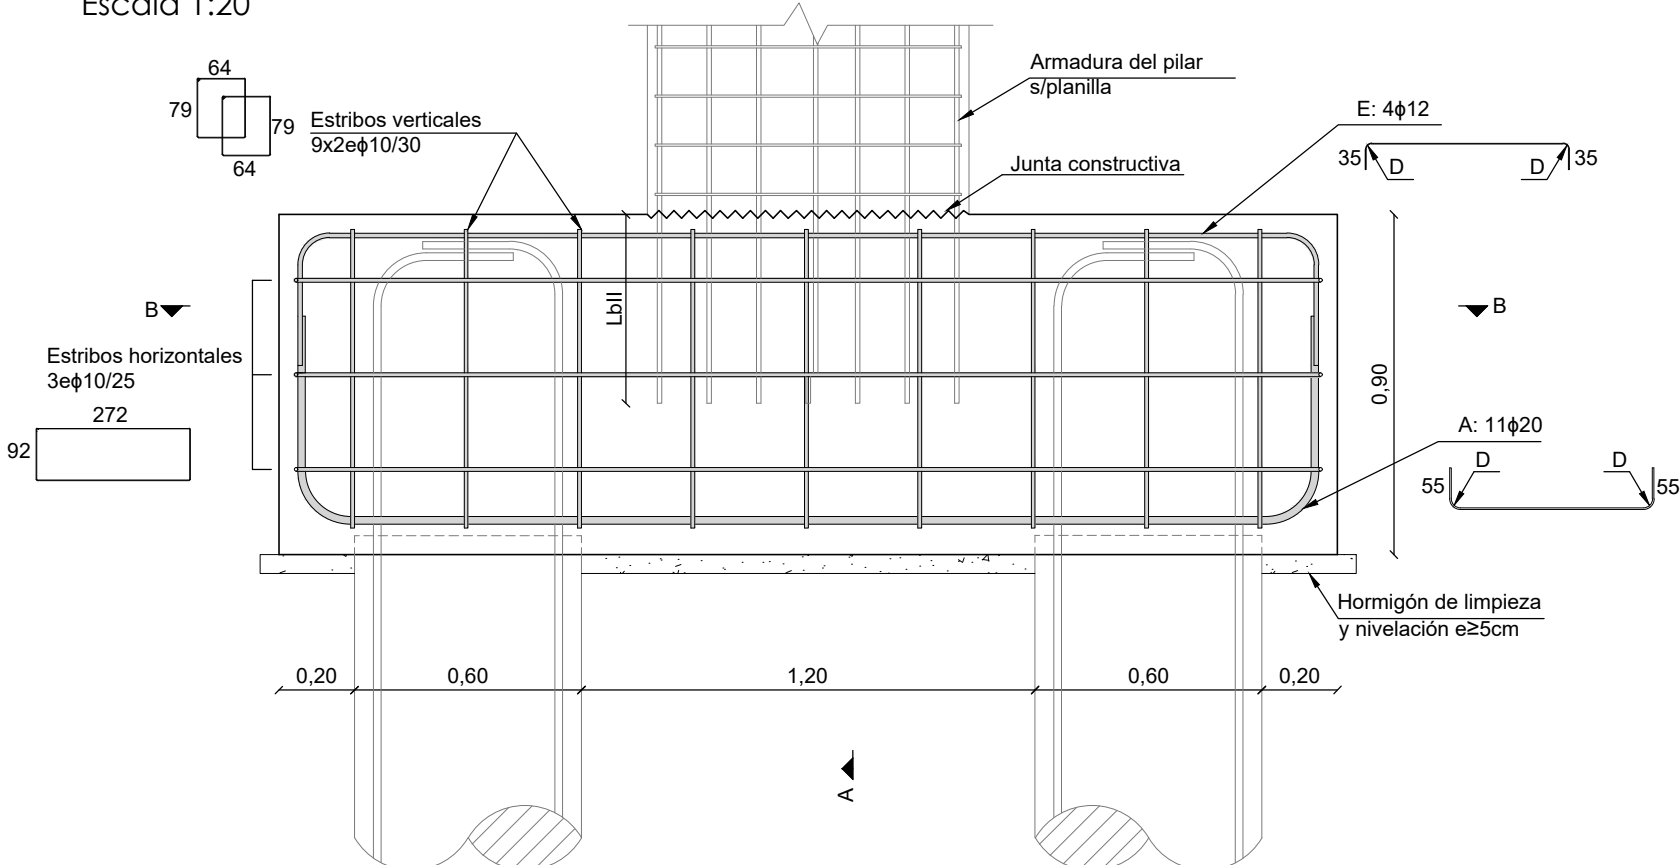 Escala 1:20
64
79
79
64
Estribos verticales
9x2eϕ10/30
Armadura del pilar
s/planilla
Junta constructiva
E: 4ϕ12
35
D
D
35
B
LbII
B
Estribos horizontales
3eϕ10/25
272
92
0,90
A: 11ϕ20
D
D
55
55
Hormigón de limpieza
y nivelación e≥5cm
0,20
0,60
1,20
0,60
0,20
A